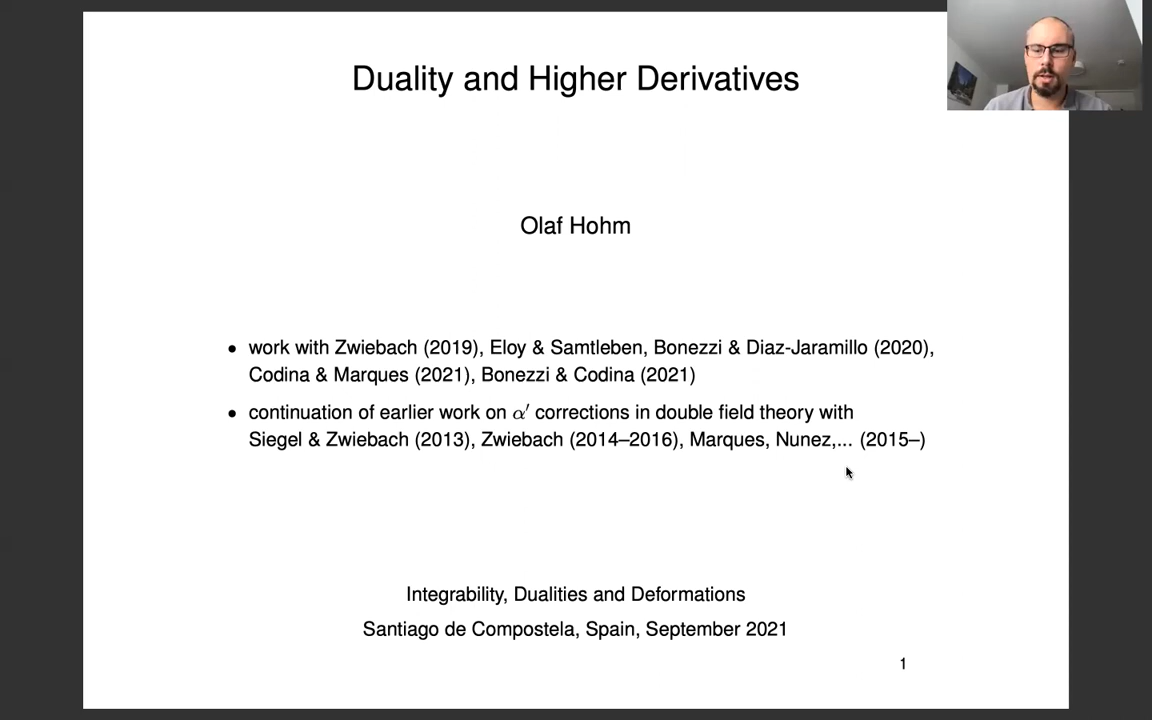 Duality and Higher Derivatives
Olaf Hohm
• work with Zwiebach (2019), Eloy & Samtleben, Bonezzi & Diaz-Jaramillo (2020),
Codina & Marques (2021), Bonezzi & Codina (2021)
• continuation of earlier work on α′ corrections in double field theory with
Siegel & Zwiebach (2013), Zwiebach (2014–2016), Marques, Nunez,... (2015–)
Integrability, Dualities and Deformations
Santiago de Compostela, Spain, September 2021
1